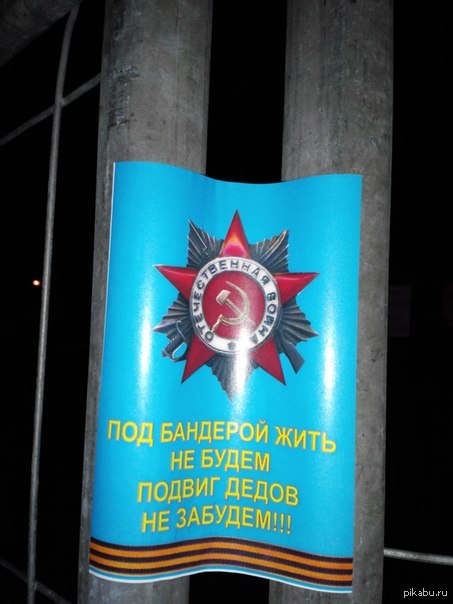 ОТЕЧЕСТВЕННАЯ ВОЙНА
ПОД БАНДЕРОЙ ЖИТЬ
НЕ БУДЕМ
ПОДВИГ ДЕДОВ
НЕ ЗАБУДЕМ!!!
pikabu.ru